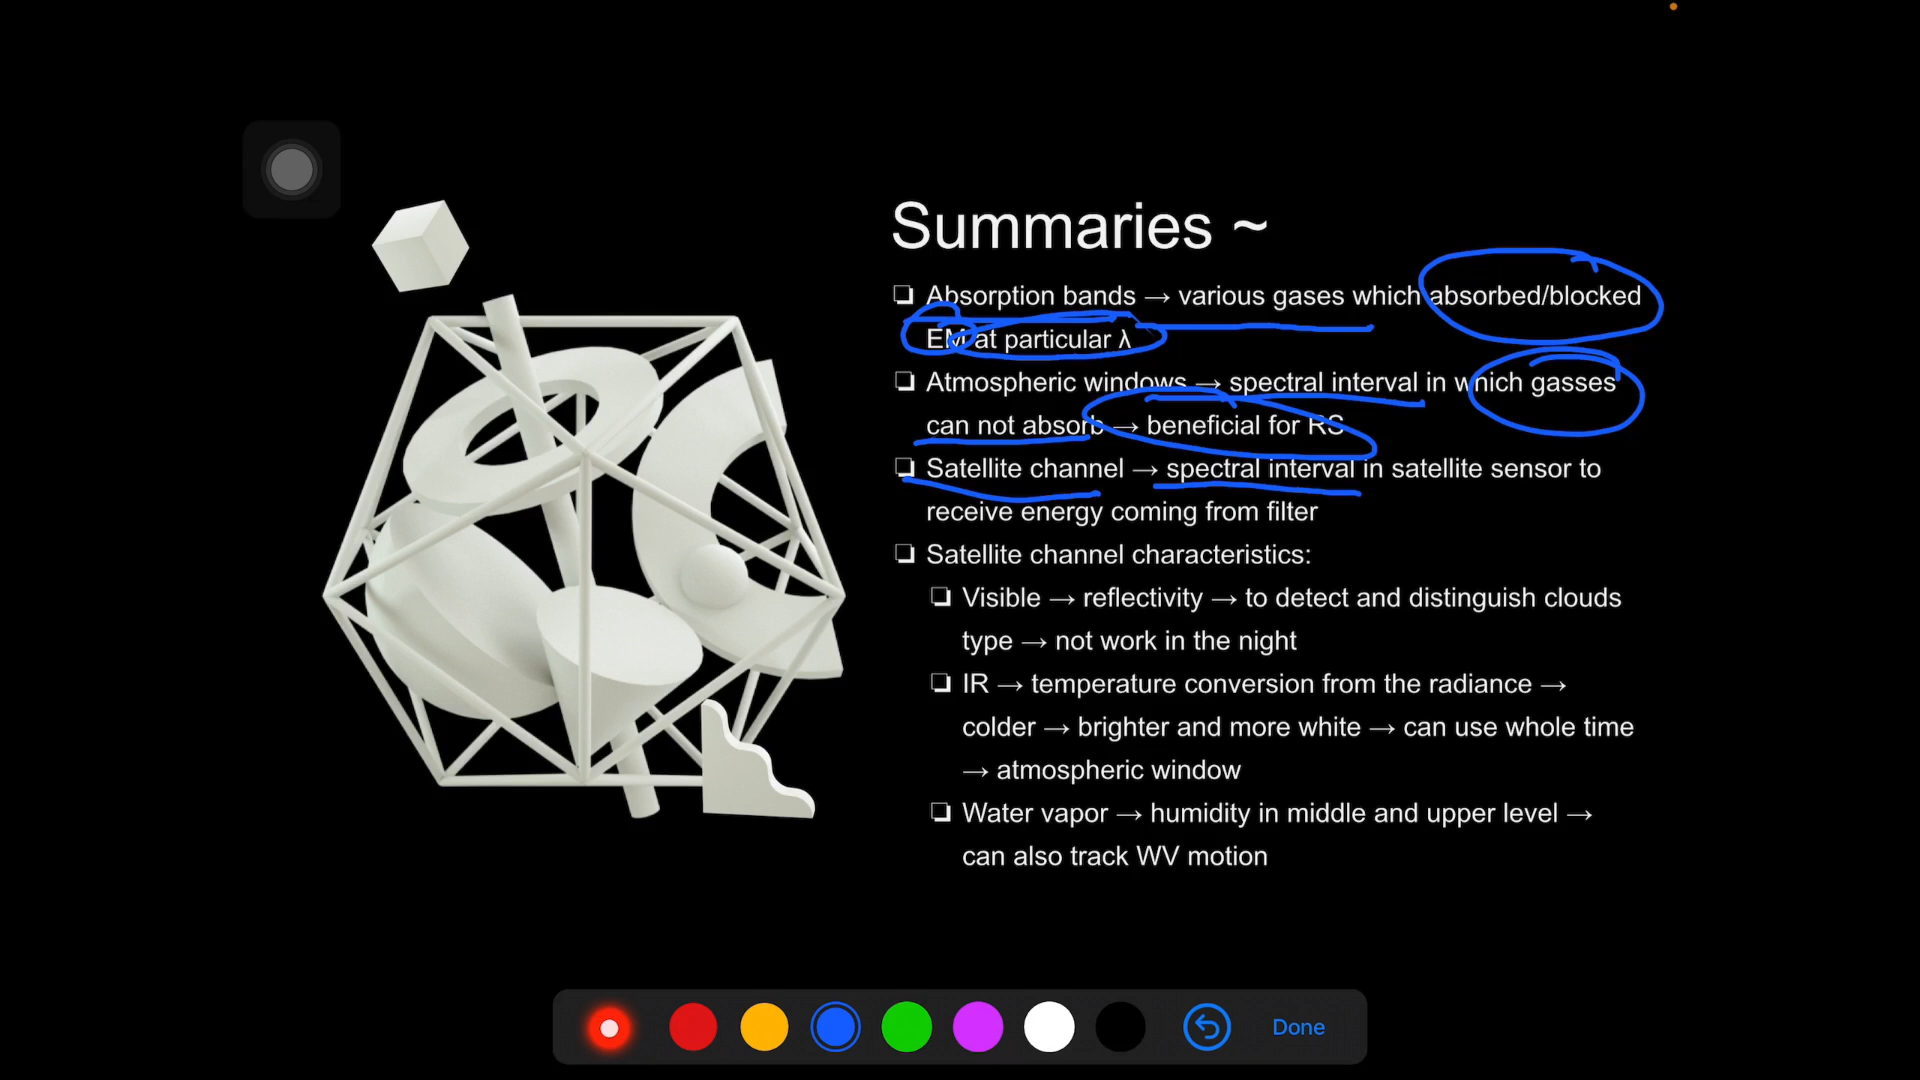 Summaries ~
❏ Absorption bands → various gases which absorbed/blocked
EM at particular λ
❏ Atmospheric windows → spectral interval in which gasses
can not absorb → beneficial for RS
❏ Satellite channel → spectral interval in satellite sensor to
receive energy coming from filter
❏ Satellite channel characteristics:
❏ Visible → reflectivity → to detect and distinguish clouds
type → not work in the night
❏ IR → temperature conversion from the radiance →
colder → brighter and more white → can use whole time
→ atmospheric window
❏ Water vapor → humidity in middle and upper level →
can also track WV motion
Done